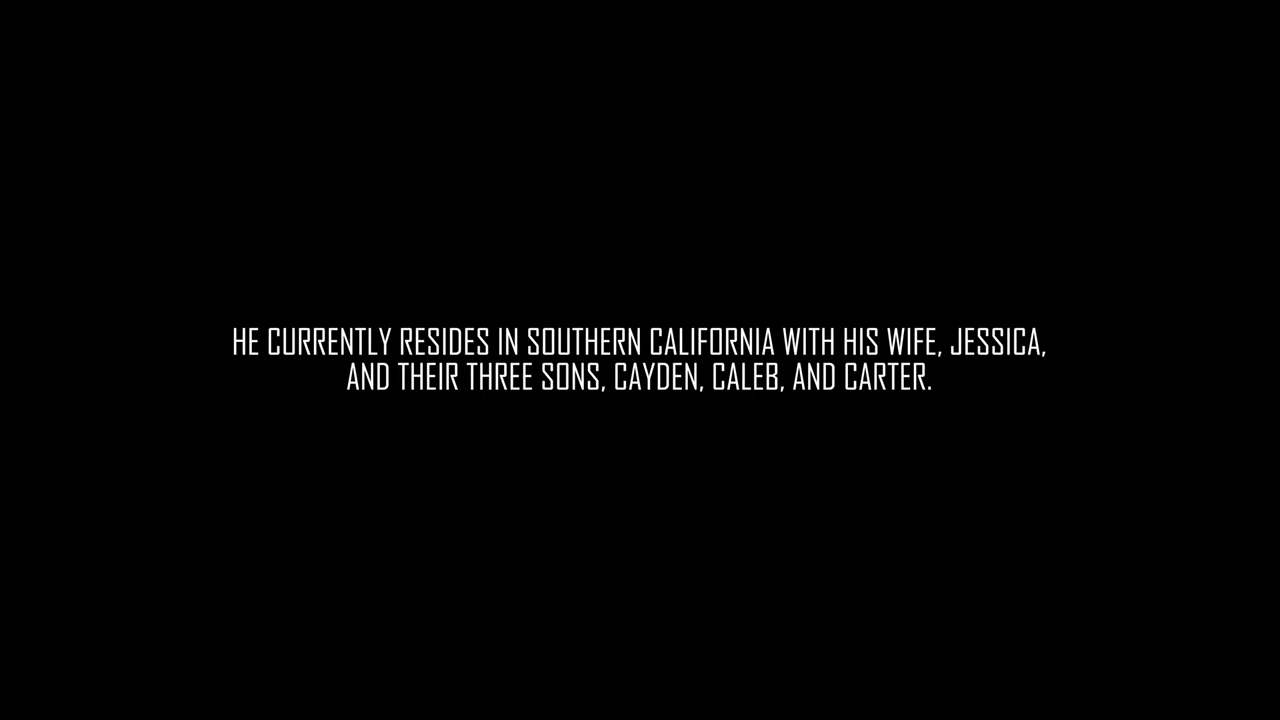 HE CURRENTLY RESIDES IN SOUTHERN CALIFORNIA WITH HIS WIFE, JESSICA,
AND THEIR THREE SONS, CAYDEN, CALEB, AND CARTER.